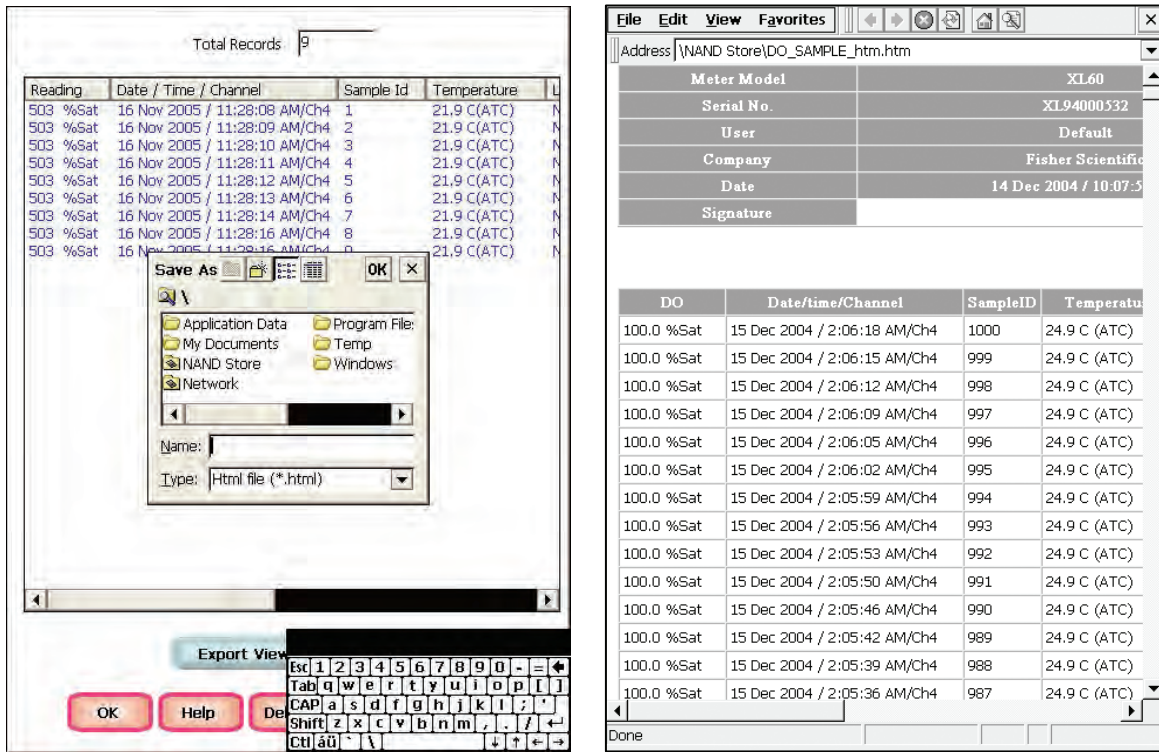 Total Records 9
Reading Date / Time / Channel Sample Id Temperature L
503 %Sat 16 Nov 2005 / 11:28:08 AM/Ch4 1 21.9 C(ATC) N
503 %Sat 16 Nov 2005 / 11:28:09 AM/Ch4 2 21.9 C(ATC) N
503 %Sat 16 Nov 2005 / 11:28:10 AM/Ch4 3 21.9 C(ATC) N
503 %Sat 16 Nov 2005 / 11:28:11 AM/Ch4 4 21.9 C(ATC) N
503 %Sat 16 Nov 2005 / 11:28:12 AM/Ch4 5 21.9 C(ATC) N
503 %Sat 16 Nov 2005 / 11:28:13 AM/Ch4 6 21.9 C(ATC) N
503 %Sat 16 Nov 2005 / 11:28:14 AM/Ch4 7 21.9 C(ATC) N
503 %Sat 16 Nov 2005 / 11:28:16 AM/Ch4 8 21.9 C(ATC) N
503 %Sat 16 Nov 2005 / 11:28:16 AM/Ch4 9 21.9 C(ATC) N
Save As OK ×
\
Application Data Program File
My Documents Temp
NAND Store Windows
Network
Name:
Type: Html file (*.html)
Export View
OK Help De
Esc 1 2 3 4 5 6 7 8 9 0 - =
Tab q w e r t y u i o p [ ]
CAP a s d f g h j k l ; '
Shift z x c v b n m , . /
Ctl áü ` \
File Edit View Favorites ×
Address \NAND Store\DO_SAMPLE_htm.htm
Meter Model XL60
Serial No. XL94000532
User Default
Company Fisher Scientific
Date 14 Dec 2004 / 10:07:5
Signature
DO Date/time/Channel SampleID Temperatu
100.0 %Sat 15 Dec 2004 / 2:06:18 AM/Ch4 1000 24.9 C (ATC)
100.0 %Sat 15 Dec 2004 / 2:06:15 AM/Ch4 999 24.9 C (ATC)
100.0 %Sat 15 Dec 2004 / 2:06:12 AM/Ch4 998 24.9 C (ATC)
100.0 %Sat 15 Dec 2004 / 2:06:09 AM/Ch4 997 24.9 C (ATC)
100.0 %Sat 15 Dec 2004 / 2:06:05 AM/Ch4 996 24.9 C (ATC)
100.0 %Sat 15 Dec 2004 / 2:06:02 AM/Ch4 995 24.9 C (ATC)
100.0 %Sat 15 Dec 2004 / 2:05:59 AM/Ch4 994 24.9 C (ATC)
100.0 %Sat 15 Dec 2004 / 2:05:56 AM/Ch4 993 24.9 C (ATC)
100.0 %Sat 15 Dec 2004 / 2:05:53 AM/Ch4 992 24.9 C (ATC)
100.0 %Sat 15 Dec 2004 / 2:05:50 AM/Ch4 991 24.9 C (ATC)
100.0 %Sat 15 Dec 2004 / 2:05:46 AM/Ch4 990 24.9 C (ATC)
100.0 %Sat 15 Dec 2004 / 2:05:42 AM/Ch4 989 24.9 C (ATC)
100.0 %Sat 15 Dec 2004 / 2:05:39 AM/Ch4 988 24.9 C (ATC)
100.0 %Sat 15 Dec 2004 / 2:05:36 AM/Ch4 987 24.9 C (ATC)
Done